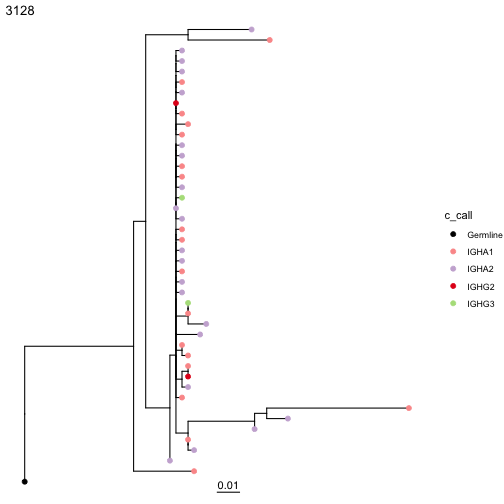 3128
c_call
Germline
IGHA1
IGHA2
IGHG2
IGHG3
0.01